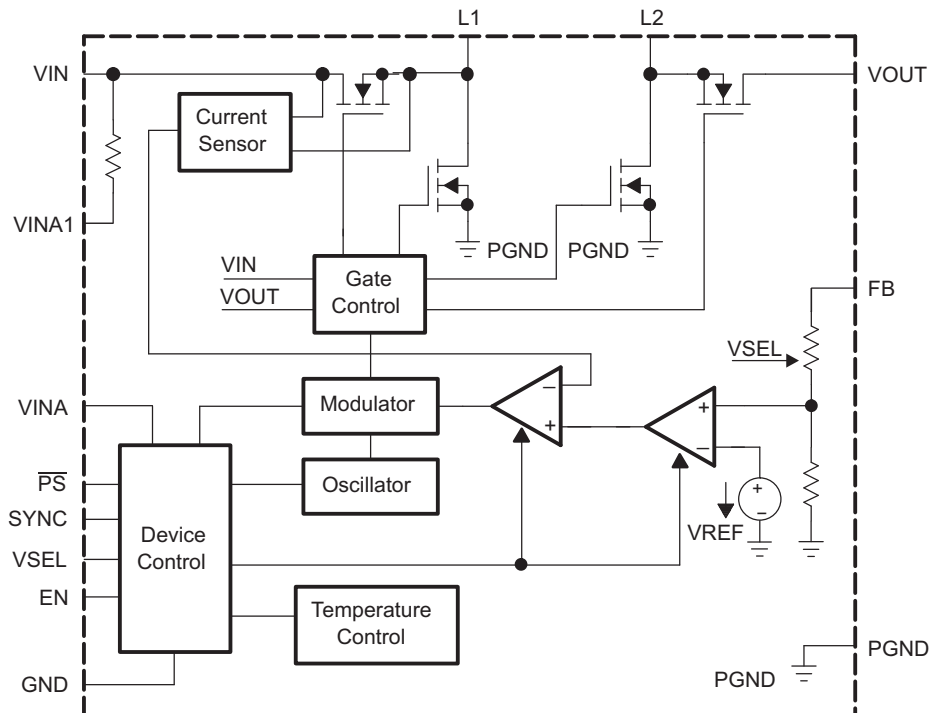 L1
L2
VIN
VOUT
Current
Sensor
VINA1
PGND
PGND
VIN
VOUT
Gate
Control
FB
VSEL
–
+
+
–
Modulator
VINA
Oscillator
+
–
VREF
PS
SYNC
VSEL
EN
Device
Control
Temperature
Control
GND
PGND
PGND